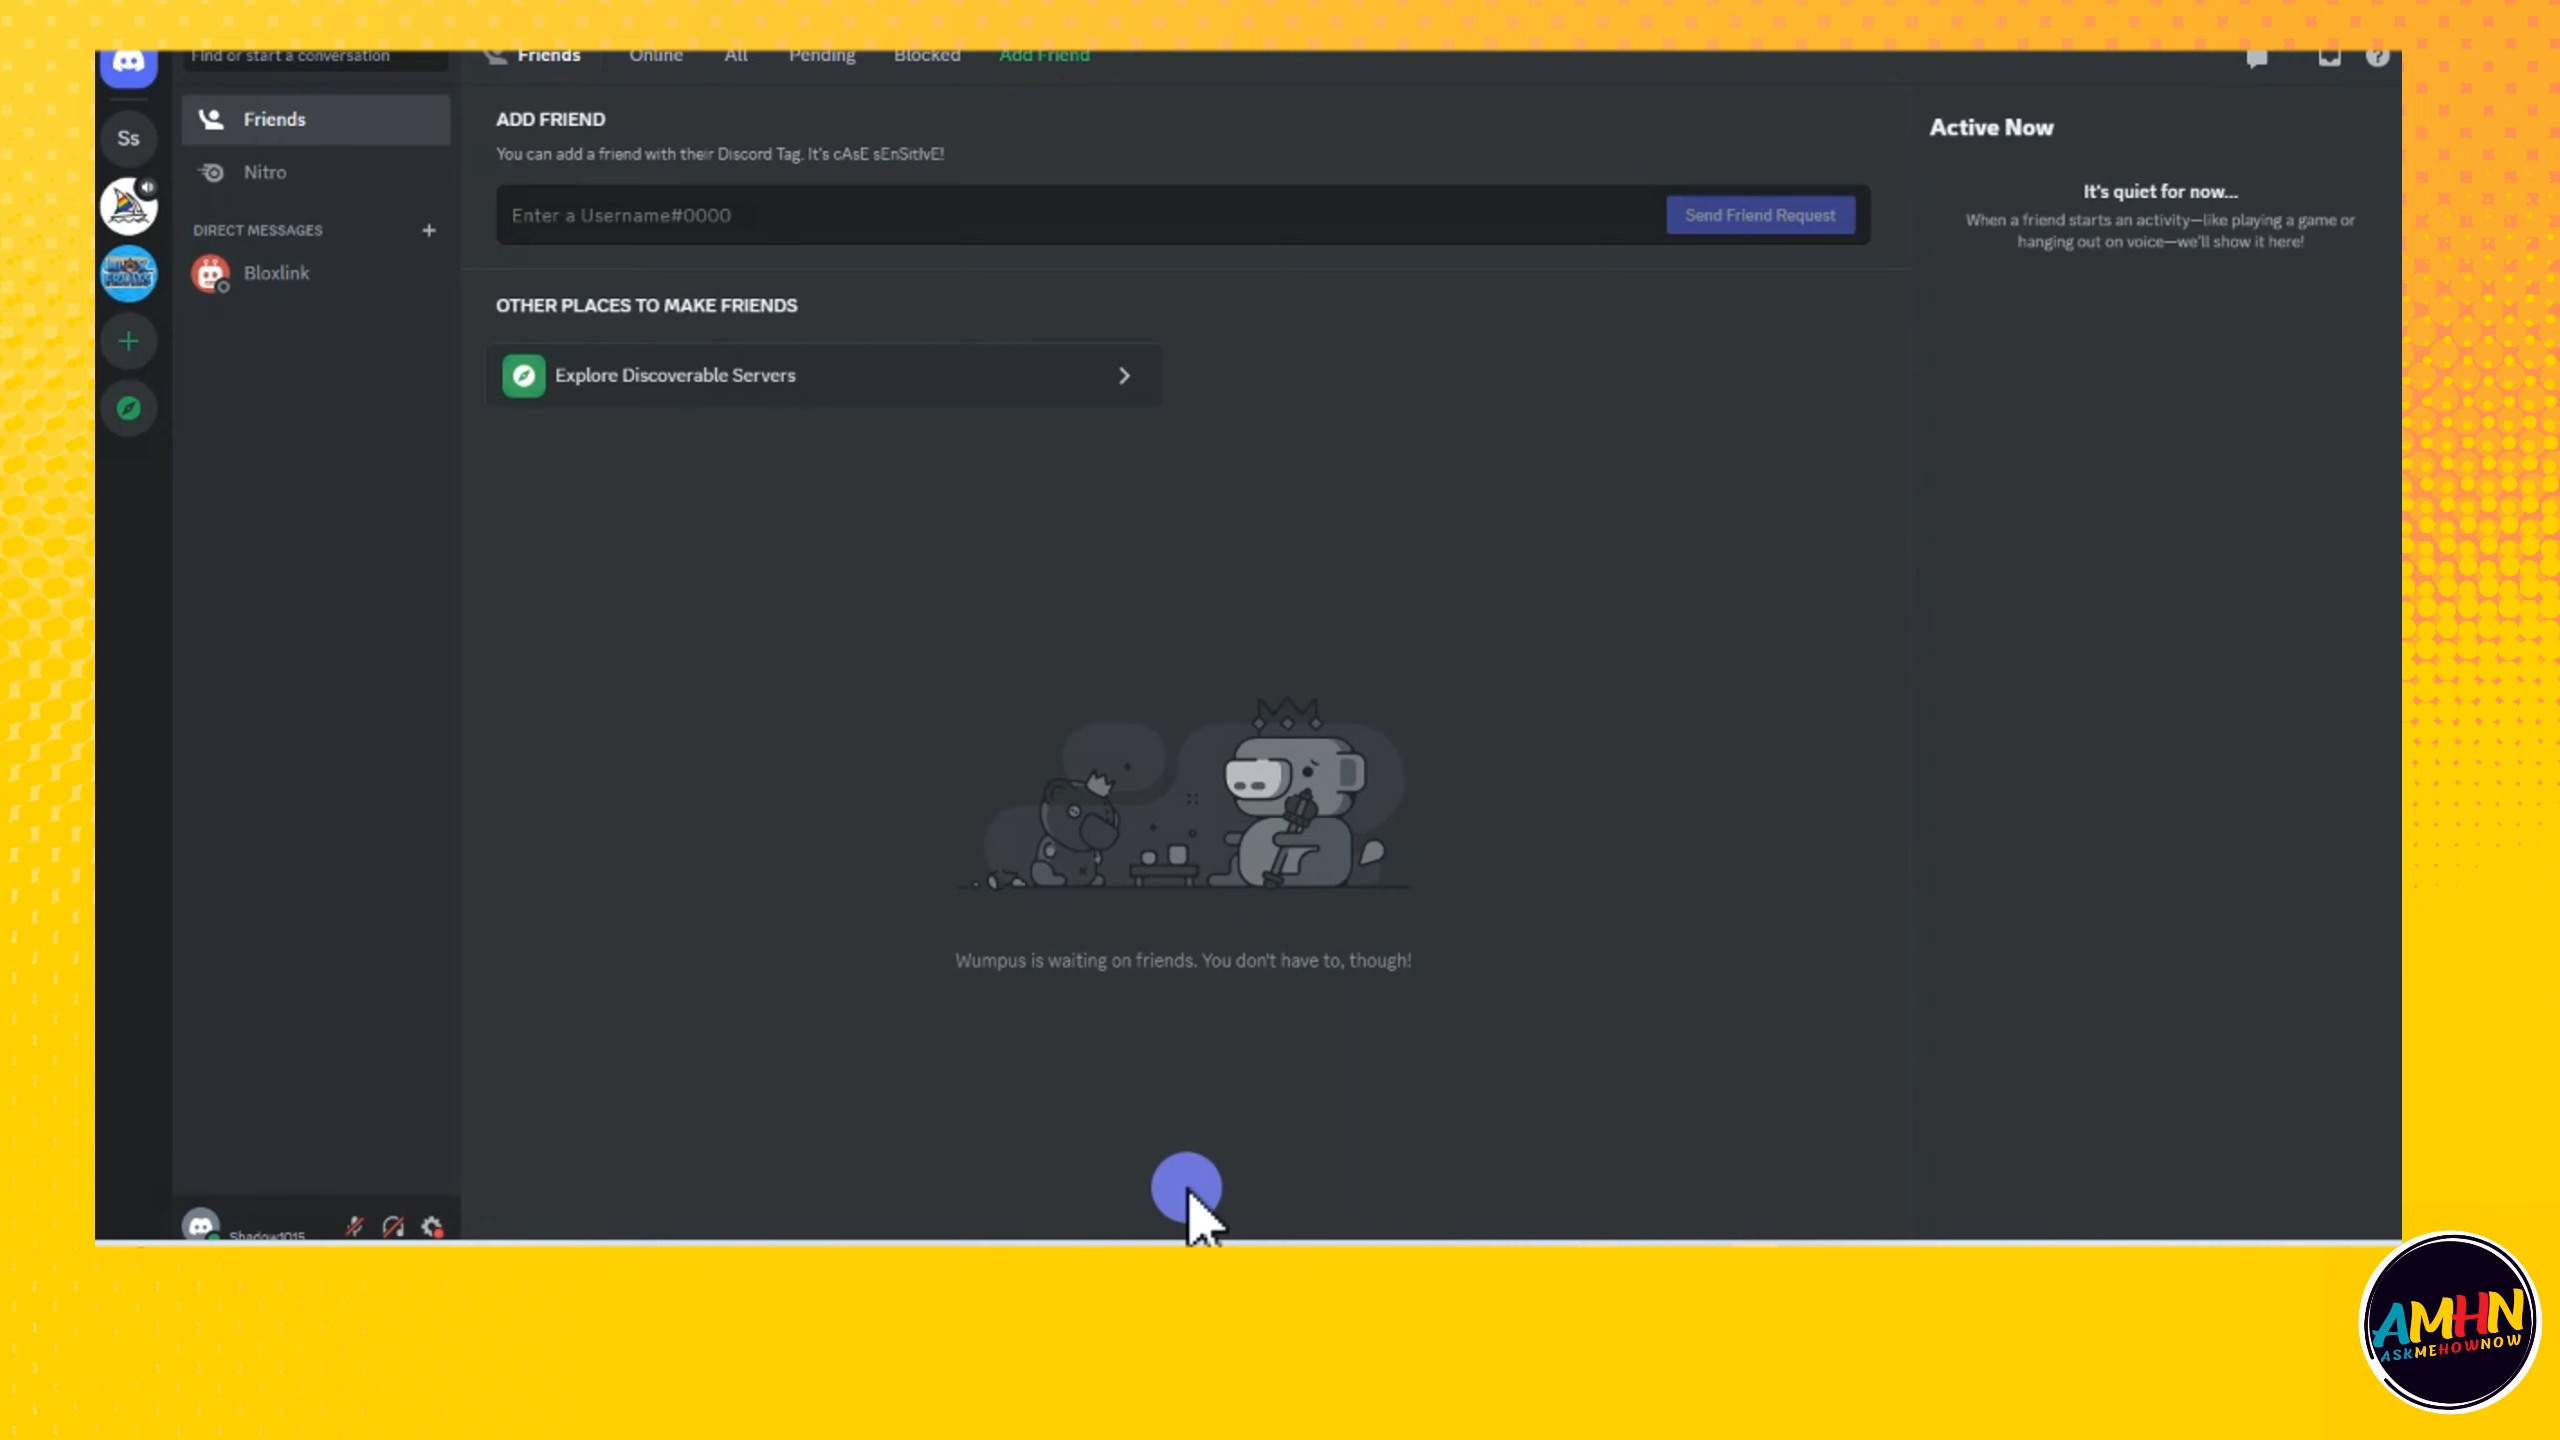 Find or start a conversation
Friends
Online
All
Pending
Blocked
Add Friend
Ss
Friends
Nitro
DIRECT MESSAGES
Bloxlink
ADD FRIEND
You can add a friend with their Discord Tag. It's cAsE sEnSitIvE!
Enter a Username#0000
Send Friend Request
OTHER PLACES TO MAKE FRIENDS
Explore Discoverable Servers
Wumpus is waiting on friends. You don't have to, though!
Active Now
It's quiet for now...
When a friend starts an activity—like playing a game or
hanging out on voice—we'll show it here!
Shadow1015
AMHN
ASKMEHOWNOW